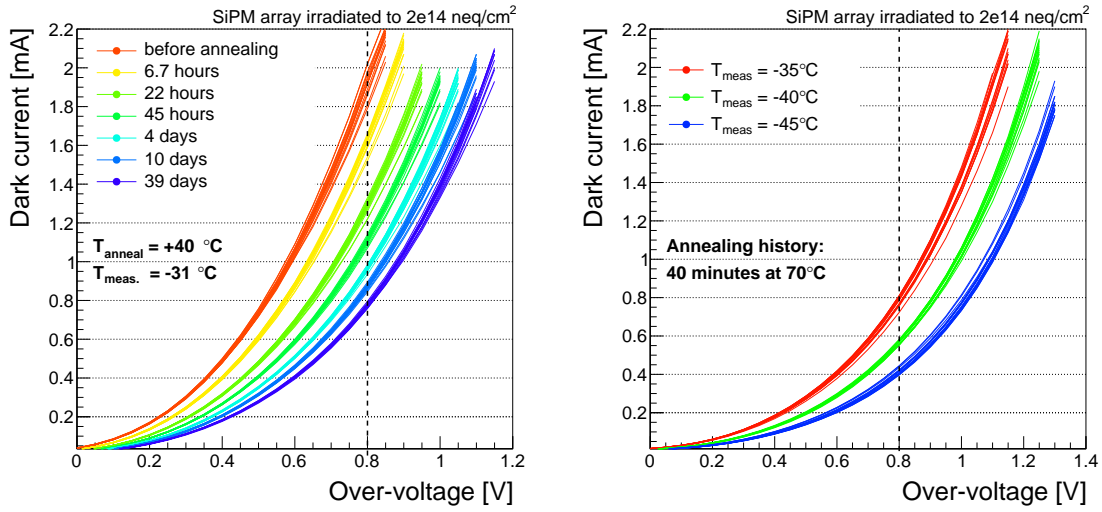 SiPM array irradiated to 2e14 neq/cm²
Dark current [mA]
2.2
2
1.8
1.6
1.4
1.2
1
0.8
0.6
0.4
0.2
before annealing
6.7 hours
22 hours
45 hours
4 days
10 days
39 days
Tanneal = +40 °C
Tmeas. = -31 °C
0 0.2 0.4 0.6 0.8 1 1.2
Over-voltage [V]
SiPM array irradiated to 2e14 neq/cm²
Dark current [mA]
2.2
2
1.8
1.6
1.4
1.2
1
0.8
0.6
0.4
0.2
Tmeas = -35°C
Tmeas = -40°C
Tmeas = -45°C
Annealing history:
40 minutes at 70°C
0 0.2 0.4 0.6 0.8 1 1.2 1.4
Over-voltage [V]